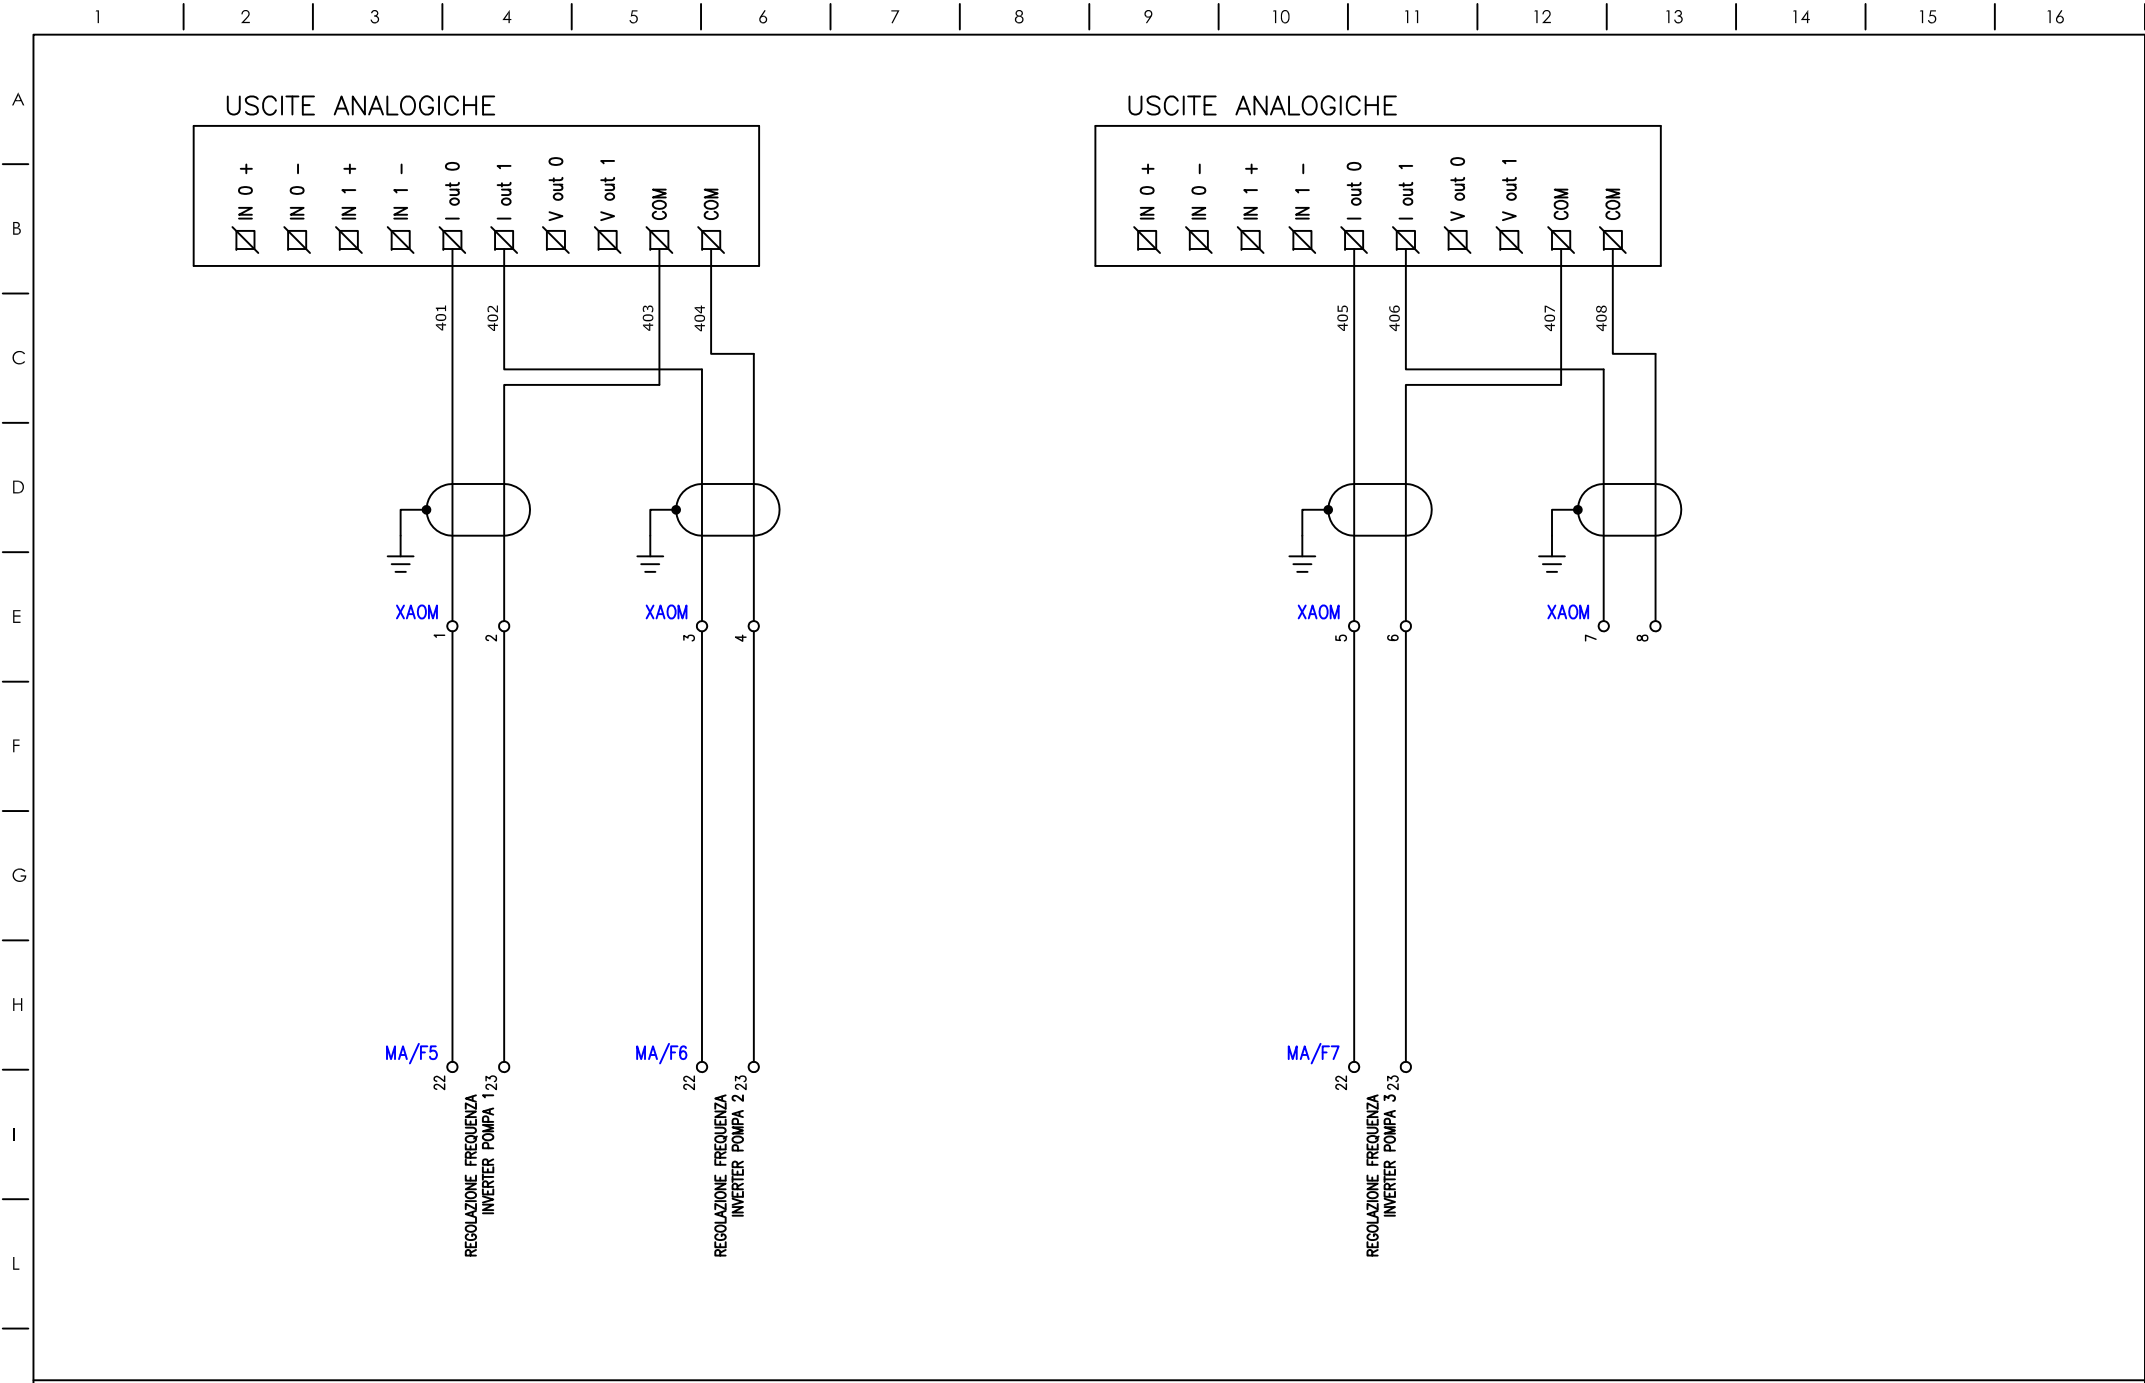 1 2 3 4 5 6 7 8 9 10 11 12 13 14 15 16
A
B
C
D
E
F
G
H
I
L
USCITE ANALOGICHE
IN 0 +
IN 0 -
IN 1 +
IN 1 -
I out 0
I out 1
V out 0
V out 1
COM
COM
401
402
403
404
XAOM
1
2
XAOM
3
4
MA/F5
22
23
REGOLAZIONE FREQUENZA
INVERTER POMPA 1
MA/F6
22
23
REGOLAZIONE FREQUENZA
INVERTER POMPA 2
USCITE ANALOGICHE
IN 0 +
IN 0 -
IN 1 +
IN 1 -
I out 0
I out 1
V out 0
V out 1
COM
COM
405
406
407
408
XAOM
5
6
XAOM
7
8
MA/F7
22
23
REGOLAZIONE FREQUENZA
INVERTER POMPA 3